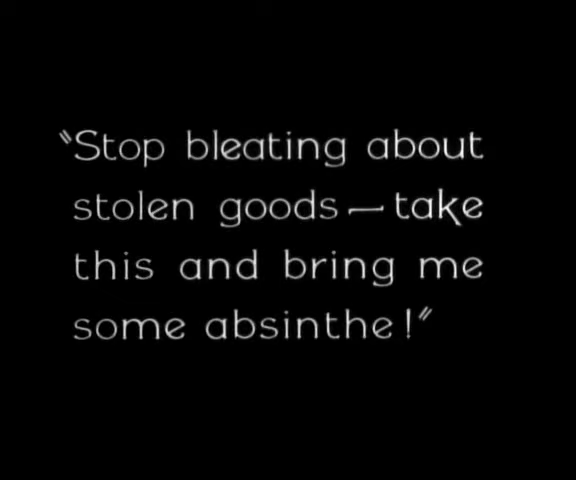 "Stop bleating about
stolen goods — take
this and bring me
some absinthe!"